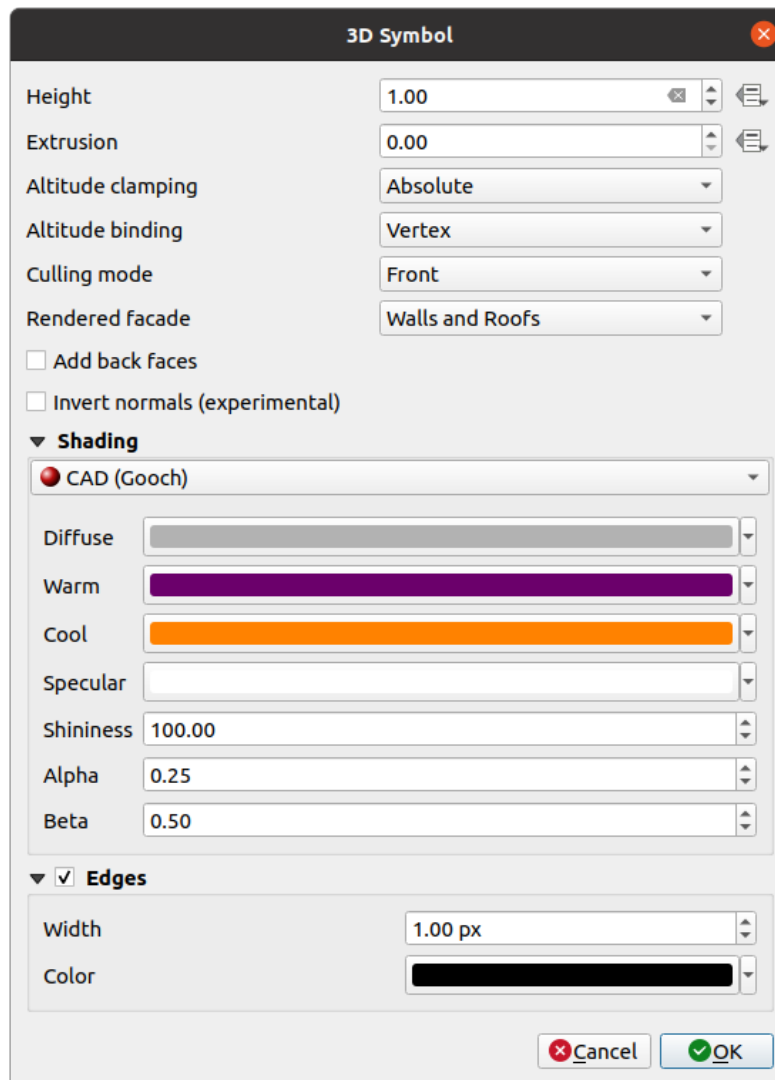 3D Symbol
Height 1.00
Extrusion 0.00
Altitude clamping Absolute
Altitude binding Vertex
Culling mode Front
Rendered facade Walls and Roofs
Add back faces
Invert normals (experimental)
Shading
CAD (Gooch)
Diffuse
Warm
Cool
Specular
Shininess 100.00
Alpha 0.25
Beta 0.50
Edges
Width 1.00 px
Color
Cancel OK